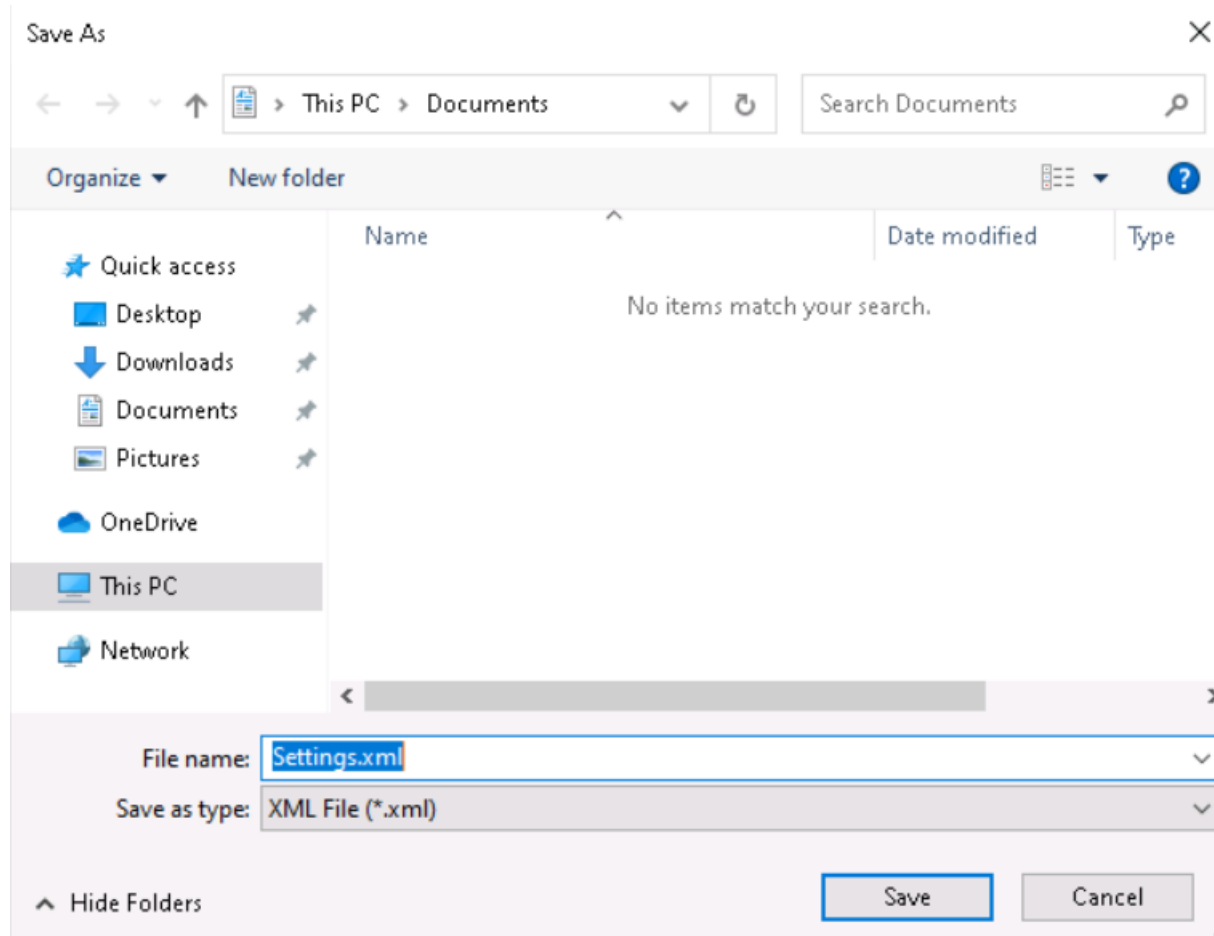 Save As
This PC > Documents
Search Documents
Organize
New folder
?
Name
Date modified
Type
Quick access
No items match your search.
Desktop
Downloads
Documents
Pictures
OneDrive
This PC
Network
File name: Settings.xml
Save as type: XML File (*.xml)
Hide Folders
Save
Cancel